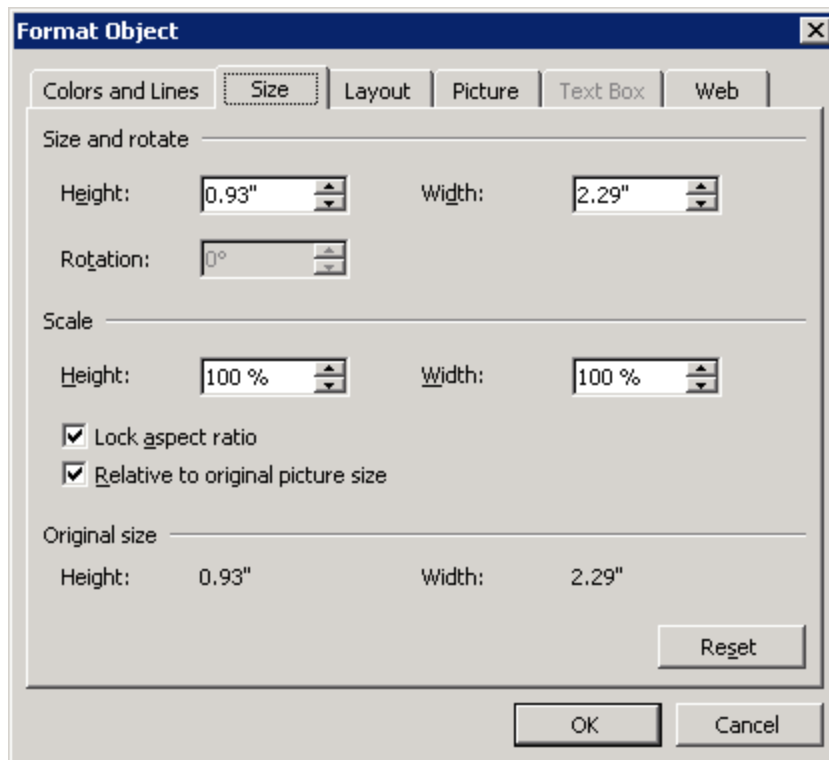 Format Object
Colors and Lines Size Layout Picture Text Box Web
Size and rotate
Height: 0.93" Width: 2.29"
Rotation: 0°
Scale
Height: 100 % Width: 100 %
Lock aspect ratio
Relative to original picture size
Original size
Height: 0.93" Width: 2.29"
Reset
OK Cancel